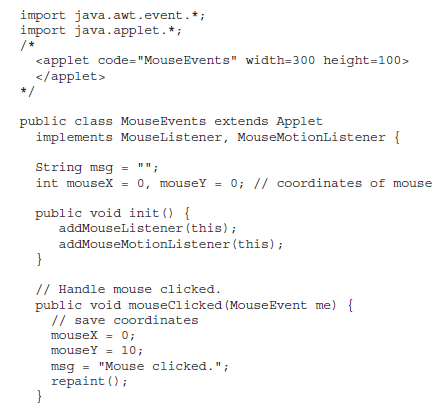 import java.awt.event.*;
import java.applet.*;
/*
  <applet code="MouseEvents" width=300 height=100>
  </applet>
*/

public class MouseEvents extends Applet
  implements MouseListener, MouseMotionListener {

  String msg = "";
  int mouseX = 0, mouseY = 0; // coordinates of mouse

  public void init() {
     addMouseListener(this);
     addMouseMotionListener(this);
  }

  // Handle mouse clicked.
  public void mouseClicked(MouseEvent me) {
    // save coordinates
    mouseX = 0;
    mouseY = 10;
    msg = "Mouse clicked.";
    repaint();
  }